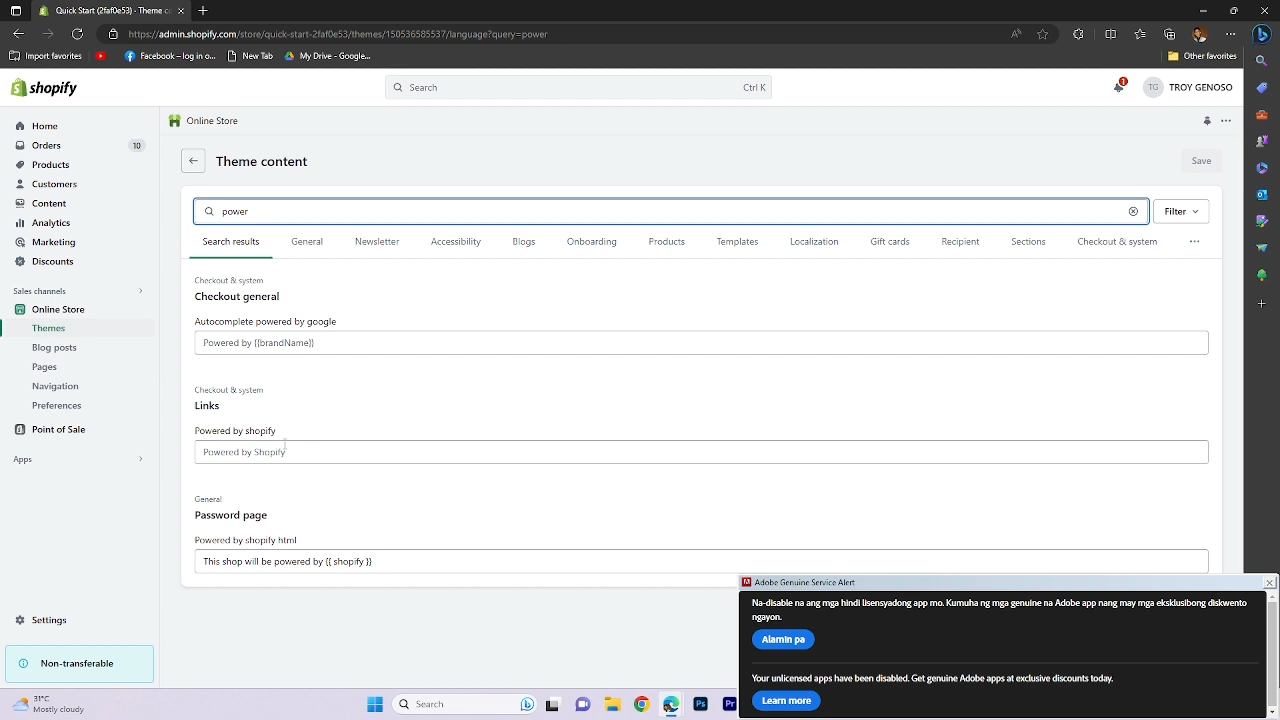 Quick Start (2faf0e53) - Theme co
https://admin.shopify.com/store/quick-start-2faf0e53/themes/150536585537/language?query=power
Import favorites
Facebook – log in o...
New Tab
My Drive - Google...
Other favorites
shopify
Search
Ctrl K
1
TG
TROY GENOSO
Home
Orders
10
Products
Customers
Content
Analytics
Marketing
Discounts
Sales channels
Online Store
Themes
Blog posts
Pages
Navigation
Preferences
Point of Sale
Apps
Settings
Non-transferable
Online Store
Theme content
Save
power
Filter
Search results
General
Newsletter
Accessibility
Blogs
Onboarding
Products
Templates
Localization
Gift cards
Recipient
Sections
Checkout & system
Checkout & system
Checkout general
Autocomplete powered by google
Powered by {{brandName}}
Checkout & system
Links
Powered by shopify
Powered by Shopify
General
Password page
Powered by shopify html
This shop will be powered by {{ shopify }}
Adobe Genuine Service Alert
Na-disable na ang mga hindi lisensyadong app mo. Kumuha ng mga genuine na Adobe app nang may mga eksklusibong diskwento
ngayon.
Alamin pa
Your unlicensed apps have been disabled. Get genuine Adobe apps at exclusive discounts today.
Learn more
31°C
Mostly cloudy
Search
Ps
Pr